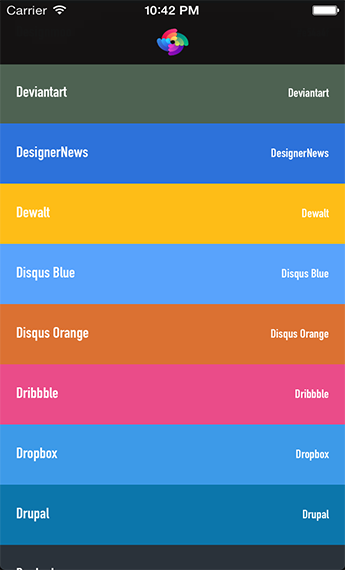 Carrier 10:42 PM
Deviantart Deviantart
DesignerNews DesignerNews
Dewalt Dewalt
Disqus Blue Disqus Blue
Disqus Orange Disqus Orange
Dribbble Dribbble
Dropbox Dropbox
Drupal Drupal